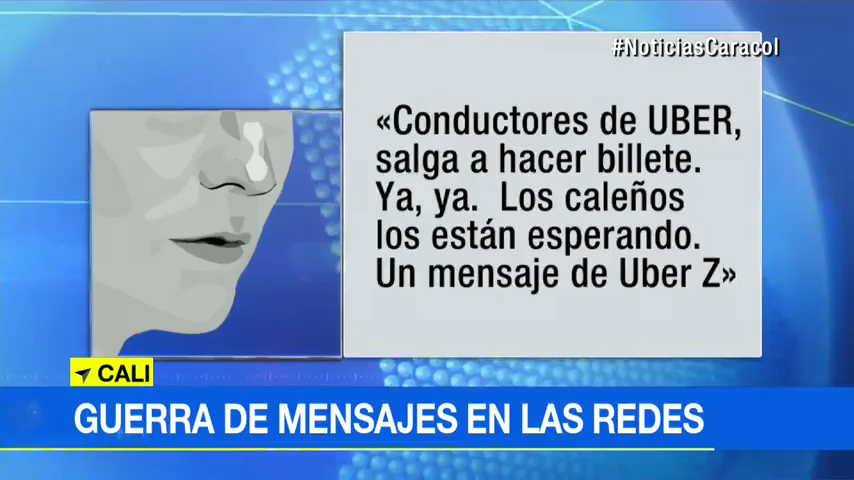 #NoticiasCaracol
«Conductores de UBER,
salga a hacer billete.
Ya, ya. Los caleños
los están esperando.
Un mensaje de Uber Z»
CALI
GUERRA DE MENSAJES EN LAS REDES